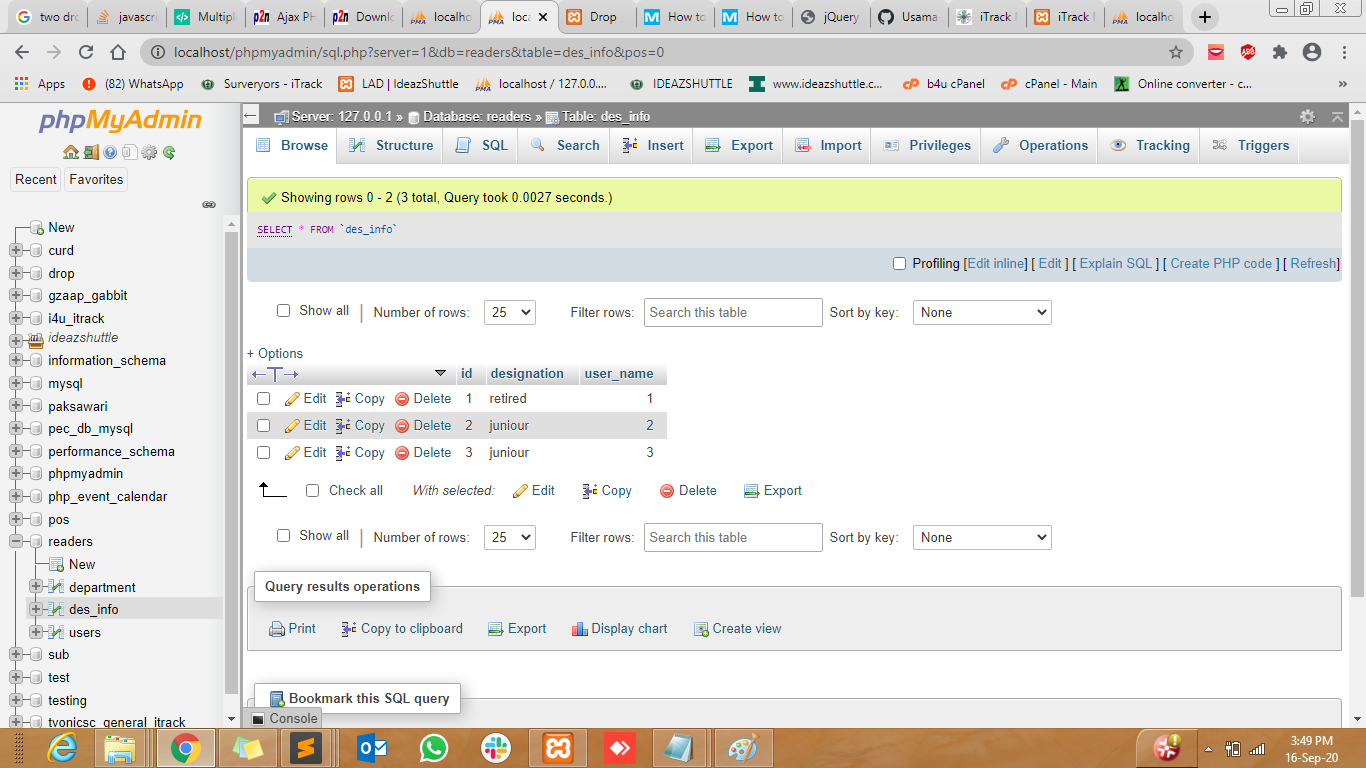 two dro
javascri
Multipl
Ajax PH
Downlo
localho
loca
Drop
How to
How to
jQuery
Usama
iTrack M
iTrack M
localho
localhost/phpmyadmin/sql.php?server=1&db=readers&table=des_info&pos=0
Apps (82) WhatsApp Surveryors - iTrack LAD | IdeazShuttle localhost / 127.0.0.... IDEAZSHUTTLE www.ideazshuttle.c... b4u cPanel cPanel - Main Online converter - c... »
phpMyAdmin
Recent Favorites
New
curd
drop
gzaap_gabbit
i4u_itrack
ideazshuttle
information_schema
mysql
paksawari
pec_db_mysql
performance_schema
phpmyadmin
php_event_calendar
pos
readers
New
department
des_info
users
sub
test
testing
tvonicsc_general_itrack
Server: 127.0.0.1 » Database: readers » Table: des_info
Browse Structure SQL Search Insert Export Import Privileges Operations Tracking Triggers
Showing rows 0 - 2 (3 total, Query took 0.0027 seconds.)
SELECT * FROM `des_info`
Profiling [Edit inline] [ Edit ] [ Explain SQL ] [ Create PHP code ] [ Refresh]
Show all | Number of rows: 25 Filter rows: Search this table Sort by key: None
+ Options
id designation user_name
Edit Copy Delete 1 retired 1
Edit Copy Delete 2 juniour 2
Edit Copy Delete 3 juniour 3
Check all With selected: Edit Copy Delete Export
Show all | Number of rows: 25 Filter rows: Search this table Sort by key: None
Query results operations
Print Copy to clipboard Export Display chart Create view
Bookmark this SQL query
Console
3:49 PM
16-Sep-20